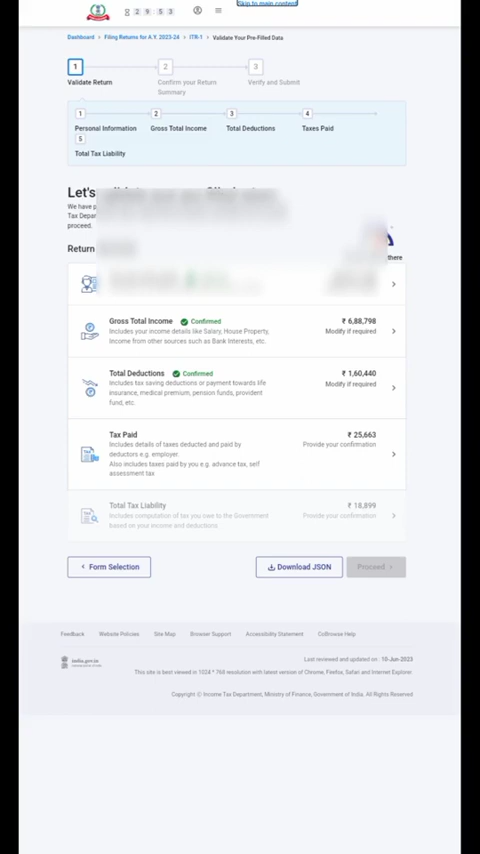 29 53
Skip to main content
Dashboard › Filing Returns for A.Y. 2023-24 › ITR-1 › Validate Your Pre-Filled Data
1 2 3
Validate Return
Confirm your Return
Summary
Verify and Submit
1 2 3 4
Personal Information Gross Total Income Total Deductions Taxes Paid
5
Total Tax Liability
Let's
We have
Tax
proceed.
Return
there
Gross Total Income Confirmed ₹ 6,88,798
Includes your income details like Salary, House Property, Modify if required
Income from other sources such as Bank Interests, etc.
Total Deductions Confirmed ₹ 1,60,440
Includes tax saving deductions or payment towards life Modify if required
insurance, medical premium, pension funds, provident
fund, etc.
Tax Paid ₹ 25,663
Includes details of taxes deducted and paid by Provide your confirmation
deductors e.g. employer.
Also includes taxes paid by you e.g. advance tax, self
assessment tax
Total Tax Liability ₹ 18,899
Includes computation of tax you owe to the Government Provide your confirmation
based on your income and deductions
‹ Form Selection Download JSON Proceed ›
Feedback Website Policies Site Map Browser Support Accessibility Statement CoBrowse Help
india.gov.in
Last reviewed and updated on : 10-Jun-2023
This site is best viewed in 1024 * 768 resolution with latest version of Chrome, Firefox, Safari and Internet Explorer.
Copyright © Income Tax Department, Ministry of Finance, Government of India. All Rights Reserved